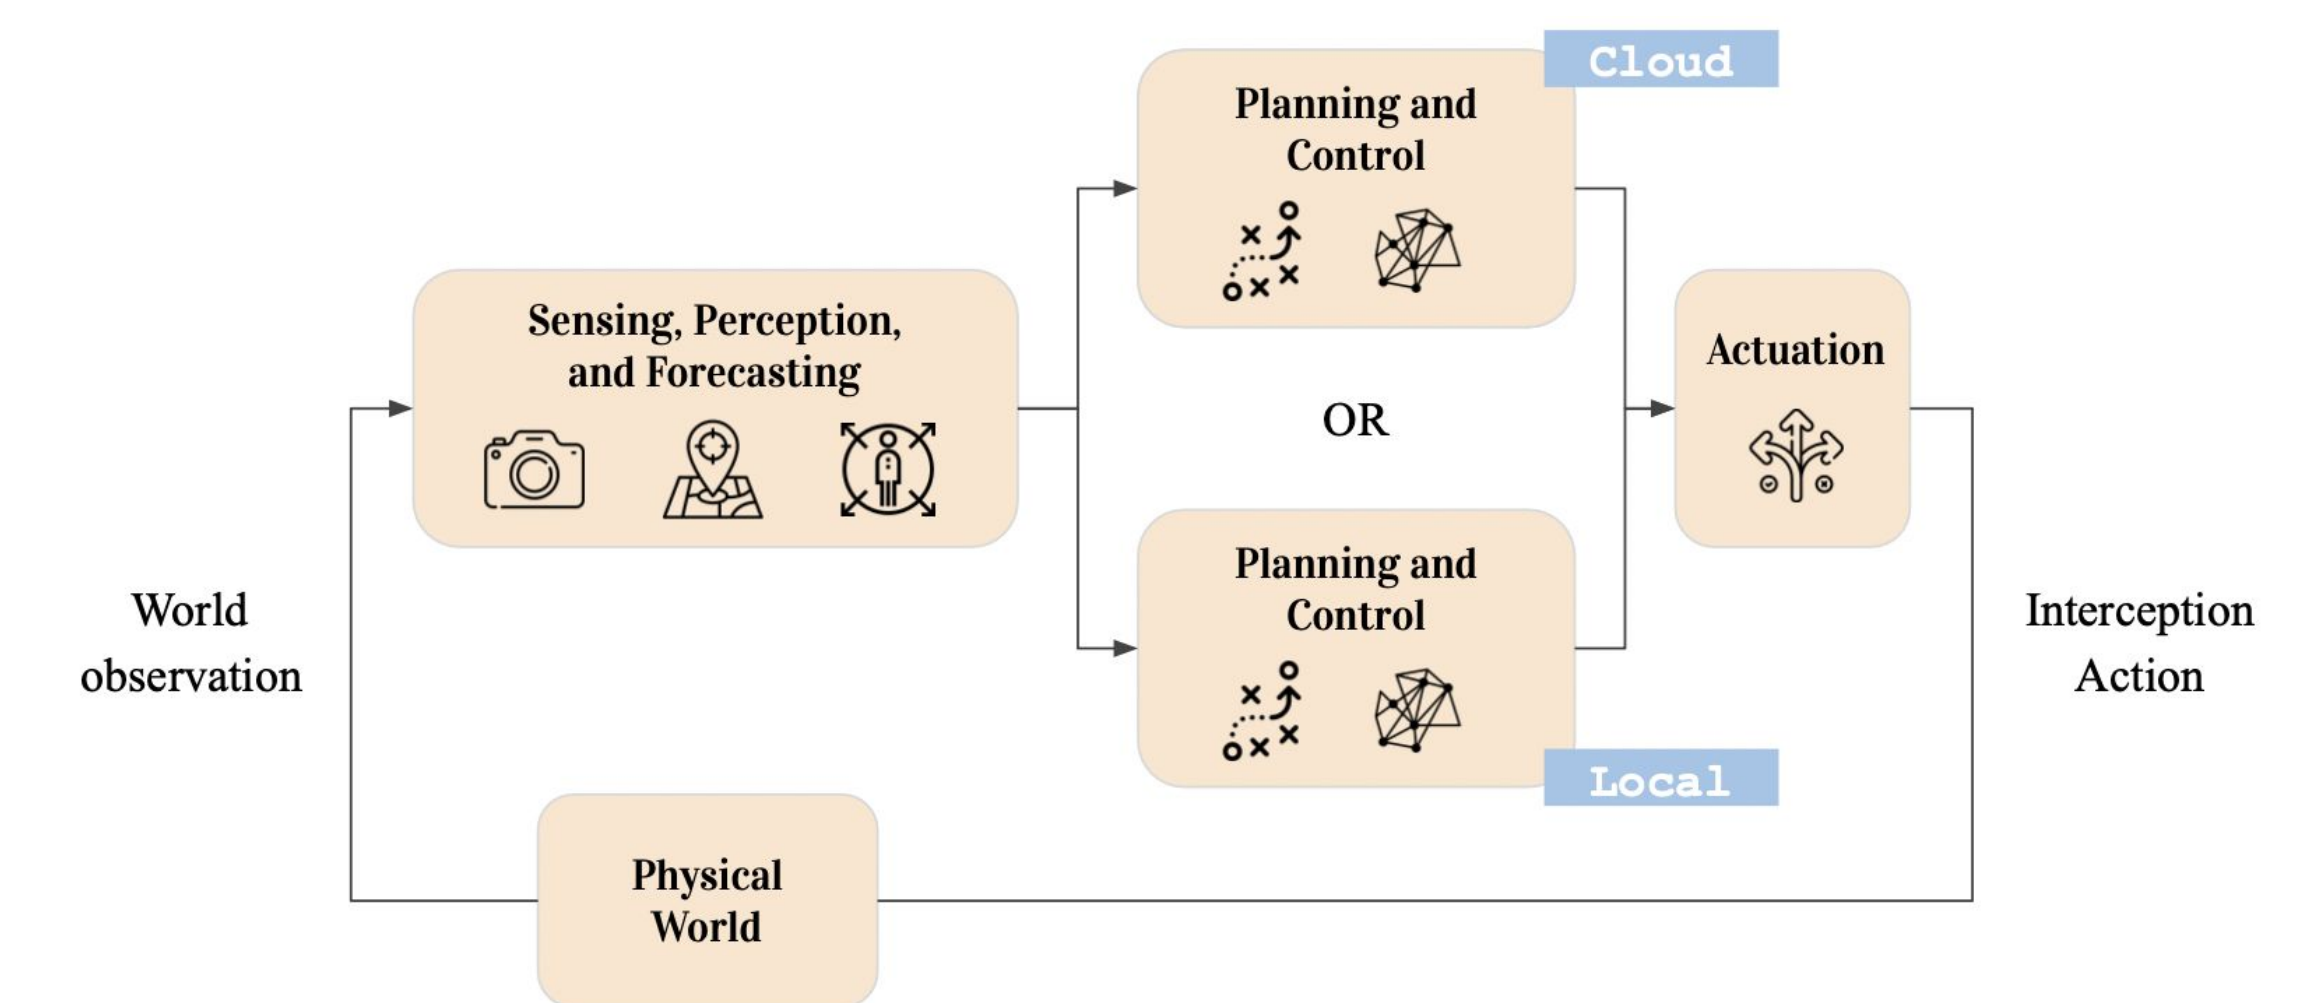 Cloud
Planning and
Control
Sensing, Perception,
and Forecasting
OR
Actuation
Planning and
Control
Local
World
observation
Interception
Action
Physical
World